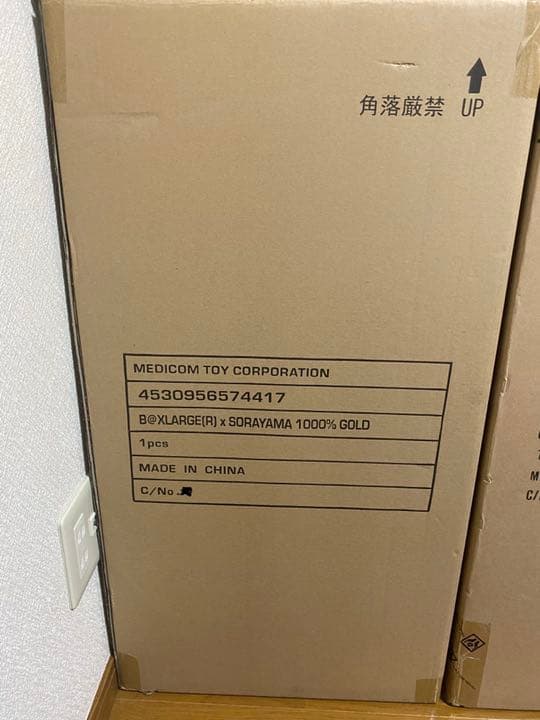 角落厳禁 UP
MEDICOM TOY CORPORATION
4530956574417
B@XLARGE(R) x SORAYAMA 1000% GOLD
1pcs
MADE IN CHINA
C/No.
M
C/